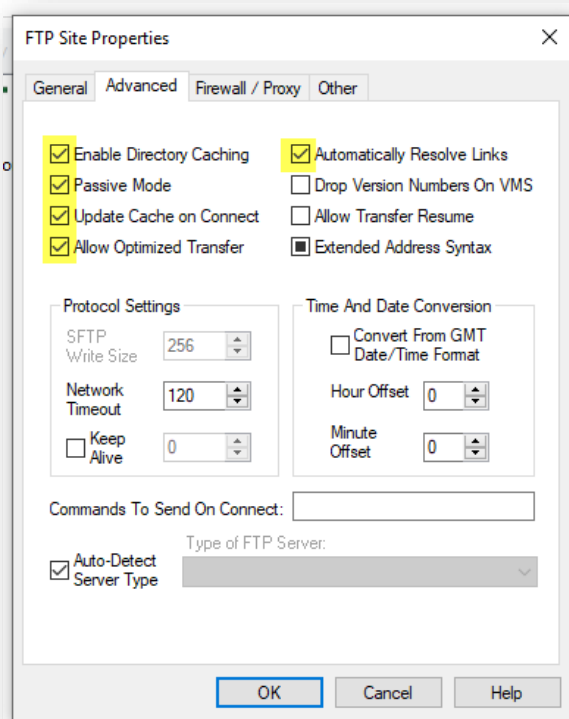 FTP Site Properties
General Advanced Firewall / Proxy Other
Enable Directory Caching
Automatically Resolve Links
Passive Mode
Drop Version Numbers On VMS
Update Cache on Connect
Allow Transfer Resume
Allow Optimized Transfer
Extended Address Syntax
Protocol Settings
SFTP
Write Size
256
Network
Timeout
120
Keep
Alive
0
Time And Date Conversion
Convert From GMT
Date/Time Format
Hour Offset
0
Minute
Offset
0
Commands To Send On Connect:
Auto-Detect
Server Type
Type of FTP Server:
OK
Cancel
Help